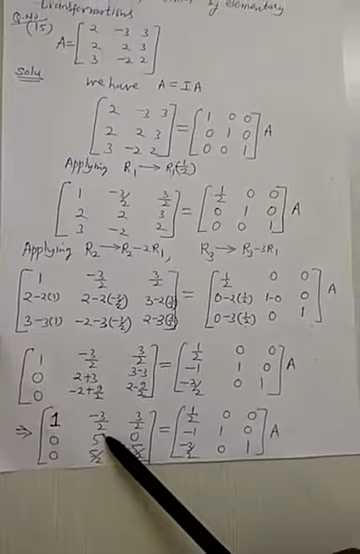 transformations by elementary
Q.No (15)
A = [ 2 -3 3
2 2 3
3 -2 2 ]
Solu
we have A = IA
[ 2 -3 3 ] = [ 1 0 0 ] A
[ 2 2 3 ] [ 0 1 0 ]
[ 3 -2 2 ] [ 0 0 1 ]
Applying R₁ → R₁(1/2)
[ 1 -3/2 3/2 ] = [ 1/2 0 0 ] A
[ 2 2 3 ] [ 0 1 0 ]
[ 3 -2 2 ] [ 0 0 1 ]
Applying R₂ → R₂-2R₁, R₃ → R₃-3R₁
[ 1 -3/2 3/2 ] = [ 1/2 0 0 ] A
[ 2-2(1) 2-2(-3/2) 3-2(3/2) ] [ 0-2(1/2) 1-0 0 ]
[ 3-3(1) -2-3(-3/2) 2-3(3/2) ] [ 0-3(1/2) 0 1 ]
[ 1 -3/2 3/2 ] = [ 1/2 0 0 ] A
[ 0 2+3 3-3 ] [ -1 1 0 ]
[ 0 -2+9/2 2-9/2 ] [ -3/2 0 1 ]
⇒ [ 1 -3/2 3/2 ] = [ 1/2 0 0 ] A
[ 0 5 0 ] [ -1 1 0 ]
[ 0 5/2 -5/2 ] [ -3/2 0 1 ]